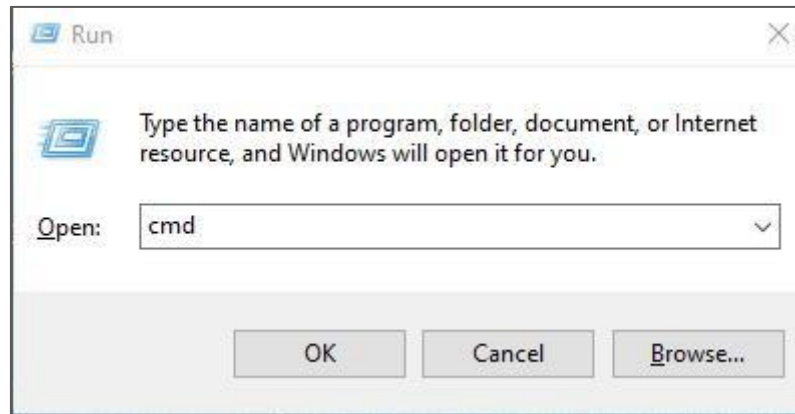 Run
Type the name of a program, folder, document, or Internet
resource, and Windows will open it for you.
Open: cmd
OK Cancel Browse...